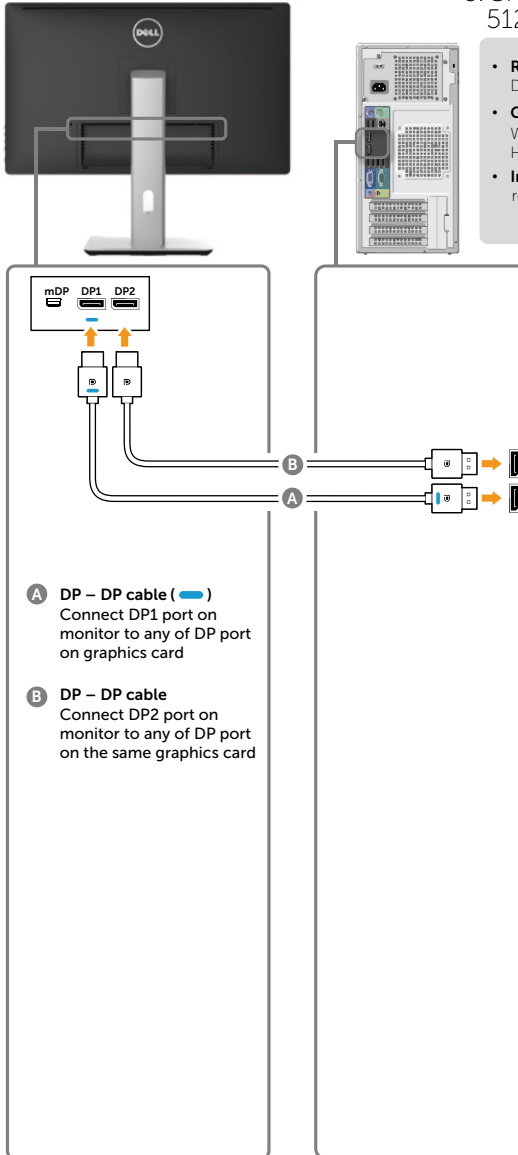 DELL
512
mDP DP1 DP2
B
A
A DP – DP cable ( )
Connect DP1 port on
monitor to any of DP port
on graphics card
B DP – DP cable
Connect DP2 port on
monitor to any of DP port
on the same graphics card